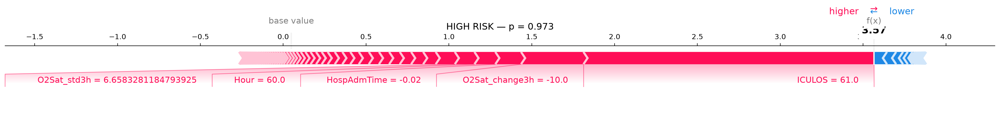 higher ⇄ lower
base value
f(x)
HIGH RISK — p = 0.973
3.57
−1.5 −1.0 −0.5 0.0 0.5 1.0 1.5 2.0 2.5 3.0 4.0
O2Sat_std3h = 6.6583281184793925 Hour = 60.0 HospAdmTime = -0.02 O2Sat_change3h = -10.0 ICULOS = 61.0